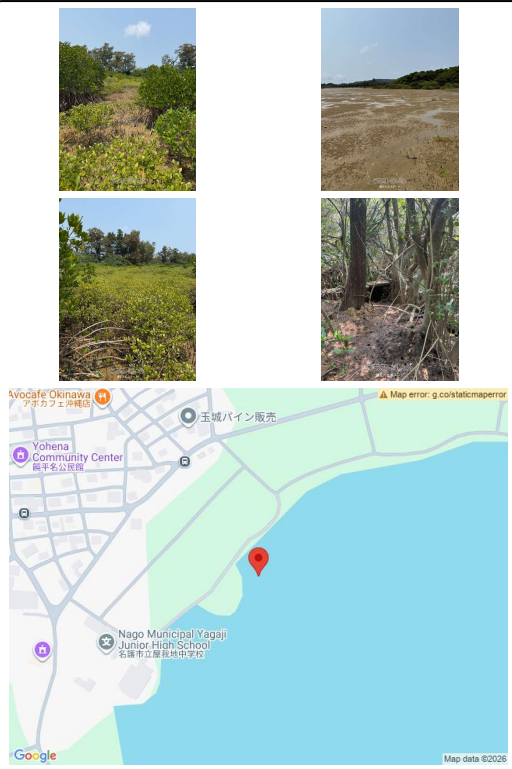 Avocafe Okinawa
アボカフェ沖縄店
Map error: g.co/staticmaperror
玉城パイン販売
Yohena
Community Center
饒平名公民館
Nago Municipal Yagaji
Junior High School
名護市立屋我地中学校
Google
Map data ©2026